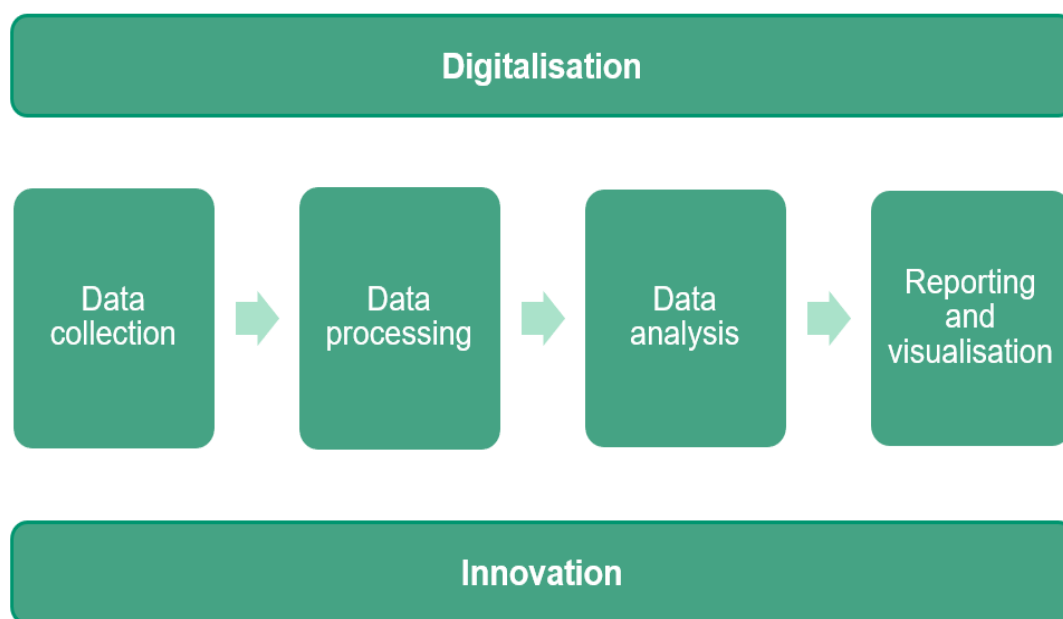 Digitalisation
Data
collection
Data
processing
Data
analysis
Reporting
and
visualisation
Innovation